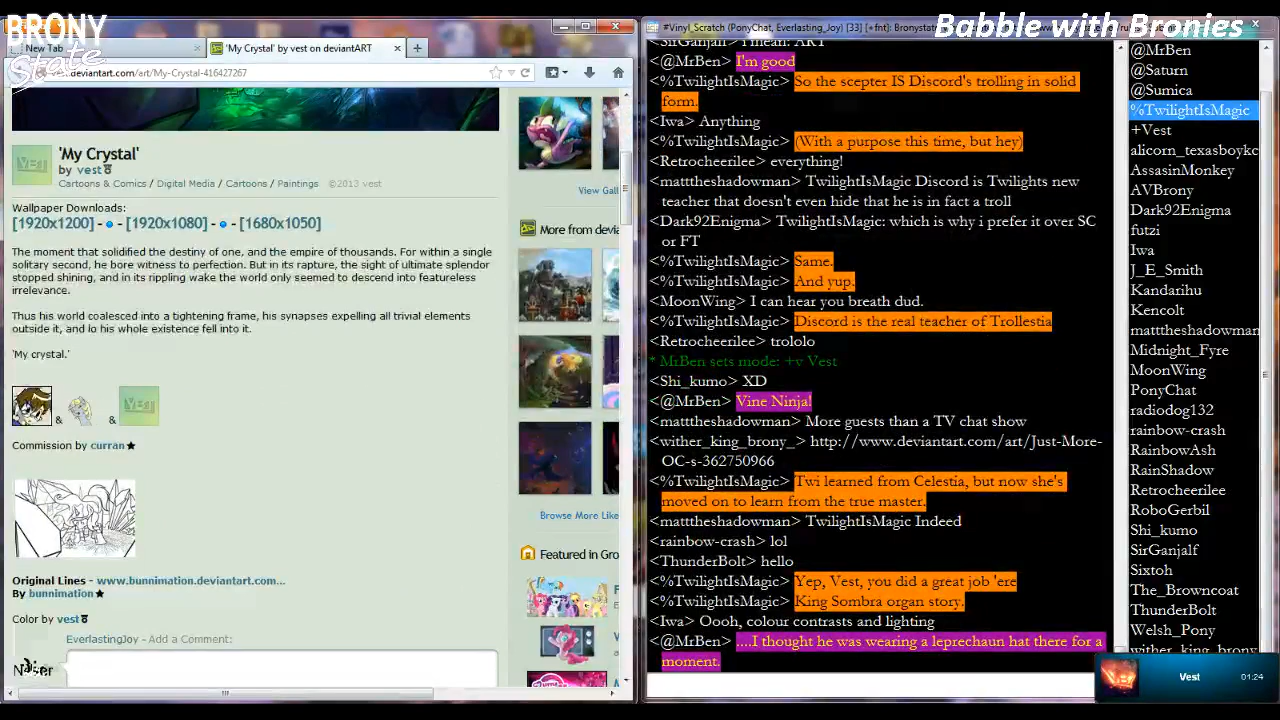 BRONY
State
New Tab
'My Crystal' by vest on deviantART
deviantart.com/art/My-Crystal-416427267
'My Crystal'
by vest
Cartoons & Comics / Digital Media / Cartoons / Paintings ©2013 vest
Wallpaper Downloads:
[1920x1200] - - [1920x1080] - - [1680x1050]
The moment that solidified the destiny of one, and the empire of thousands. For within a single
solitary second, he bore witness to perfection. But in its rapture, the sight of ultimate splendor
stopped shining, and in its rippling wake the world only seemed to descend into featureless
irrelevance.
Thus his world coalesced into a tightening frame, his synapses expelling all trivial elements
outside it, and lo his whole existence fell into it.
'My crystal.'
& &
Commission by curran
Original Lines - www.bunnimation.deviantart.com...
By bunnimation
Color by vest
EverlastingJoy - Add a Comment:
View Gall
More from devia
Browse More Like
Featured in Gro
#Vinyl_Scratch (PonyChat, Everlasting_Joy) [33] [+fnt]: Bronystat
Babble with Bronies
<SirGanjalf> I mean: ART
<@MrBen> I'm good
<%TwilightIsMagic> So the scepter IS Discord's trolling in solid
form.
<Iwa> Anything
<%TwilightIsMagic> (With a purpose this time, but hey)
<Retrocheerilee> everything!
<matttheshadowman> TwilightIsMagic Discord is Twilights new
teacher that doesn't even hide that he is in fact a troll
<Dark92Enigma> TwilightIsMagic: which is why i prefer it over SC
or FT
<%TwilightIsMagic> Same.
<%TwilightIsMagic> And yup.
<MoonWing> I can hear you breath dud.
<%TwilightIsMagic> Discord is the real teacher of Trollestia
<Retrocheerilee> trololo
* MrBen sets mode: +v Vest
<Shi_kumo> XD
<@MrBen> Vine Ninja!
<matttheshadowman> More guests than a TV chat show
<wither_king_brony_> http://www.deviantart.com/art/Just-More-
OC-s-362750966
<%TwilightIsMagic> Twi learned from Celestia, but now she's
moved on to learn from the true master.
<matttheshadowman> TwilightIsMagic Indeed
<rainbow-crash> lol
<ThunderBolt> hello
<%TwilightIsMagic> Yep, Vest, you did a great job 'ere
<%TwilightIsMagic> King Sombra organ story.
<Iwa> Oooh, colour contrasts and lighting
<@MrBen> ....I thought he was wearing a leprechaun hat there for a
moment.
@MrBen
@Saturn
@Sumica
%TwilightIsMagic
+Vest
alicorn_texasboykc
AssasinMonkey
AVBrony
Dark92Enigma
futzi
Iwa
J_E_Smith
Kandarihu
Kencolt
matttheshadowman
Midnight_Fyre
MoonWing
PonyChat
radiodog132
rainbow-crash
RainbowAsh
RainShadow
Retrocheerilee
RoboGerbil
Shi_kumo
SirGanjalf
Sixtoh
The_Browncoat
ThunderBolt
Welsh_Pony
wither_king_brony_
Vest 01:24